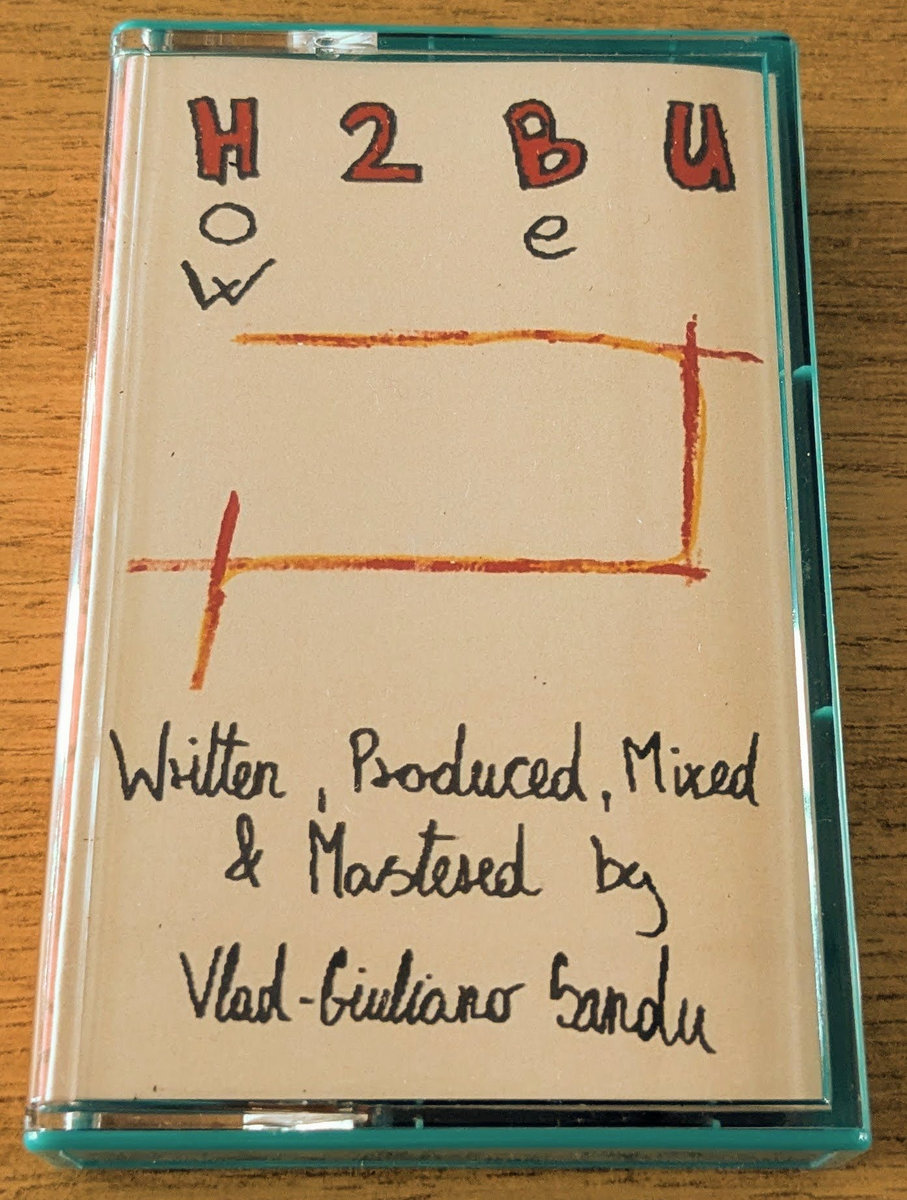 H 2 B U
o e
w
Written, Produced, Mixed
& Mastered by
Vlad-Giuliano Sandu